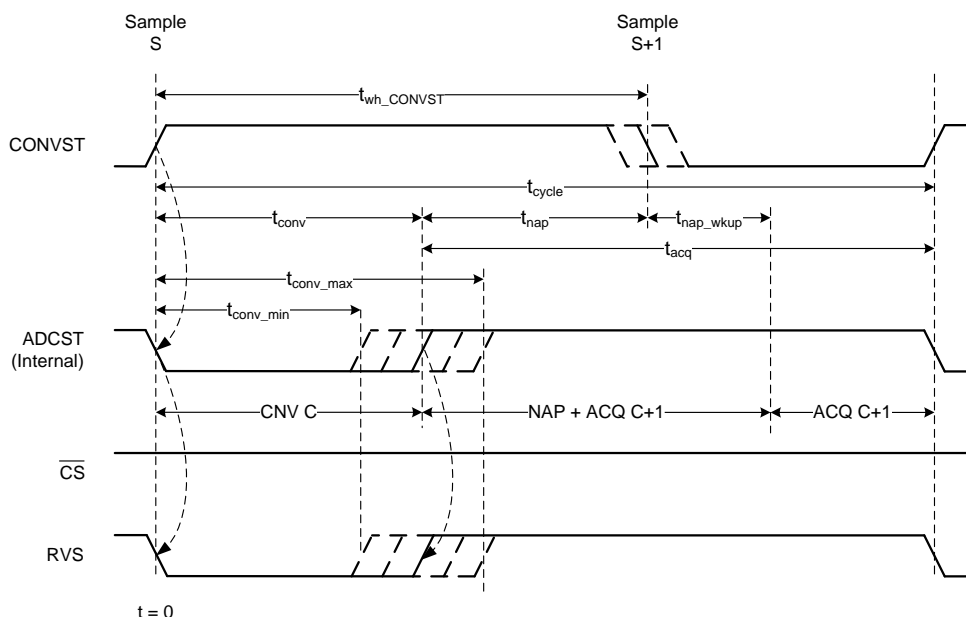 Sample
S
Sample
S+1
t_wh_CONVST
CONVST
t_cycle
t_conv
t_nap
t_nap_wkup
t_acq
t_conv_max
t_conv_min
ADCST
(Internal)
CNV C
NAP + ACQ C+1
ACQ C+1
CS
RVS
t = 0